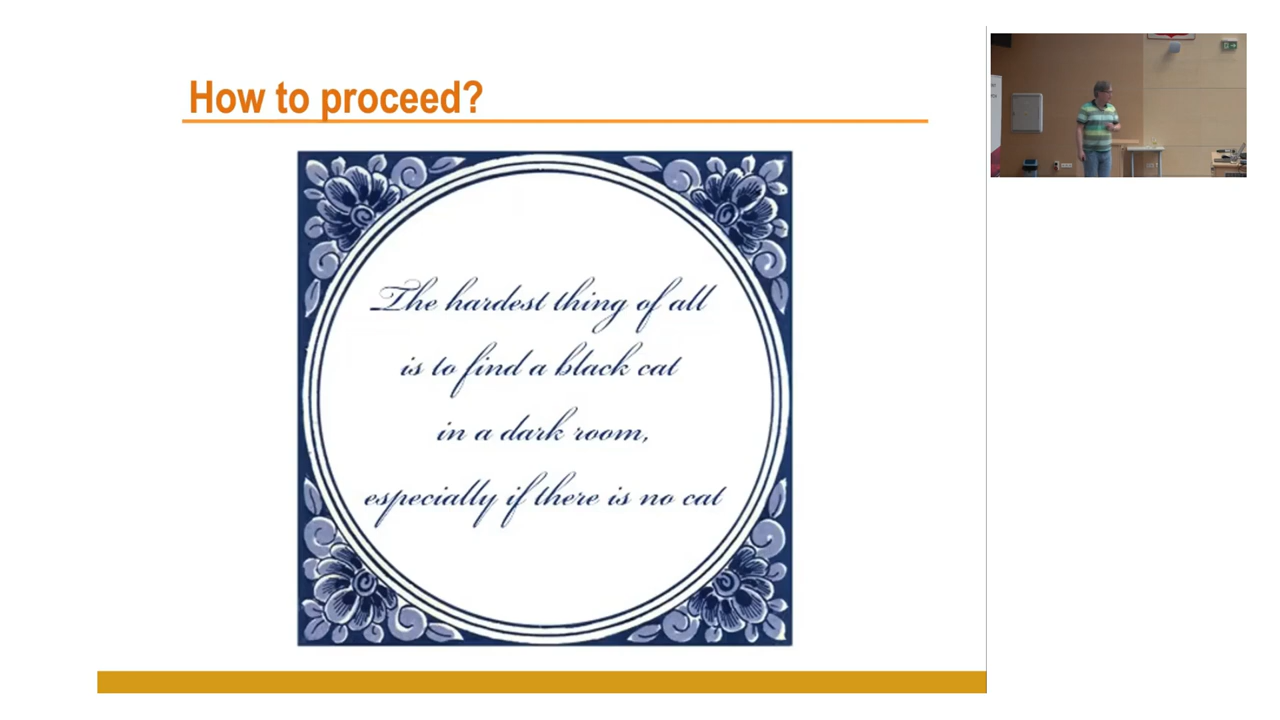 How to proceed?
The hardest thing of all
is to find a black cat
in a dark room,
especially if there is no cat